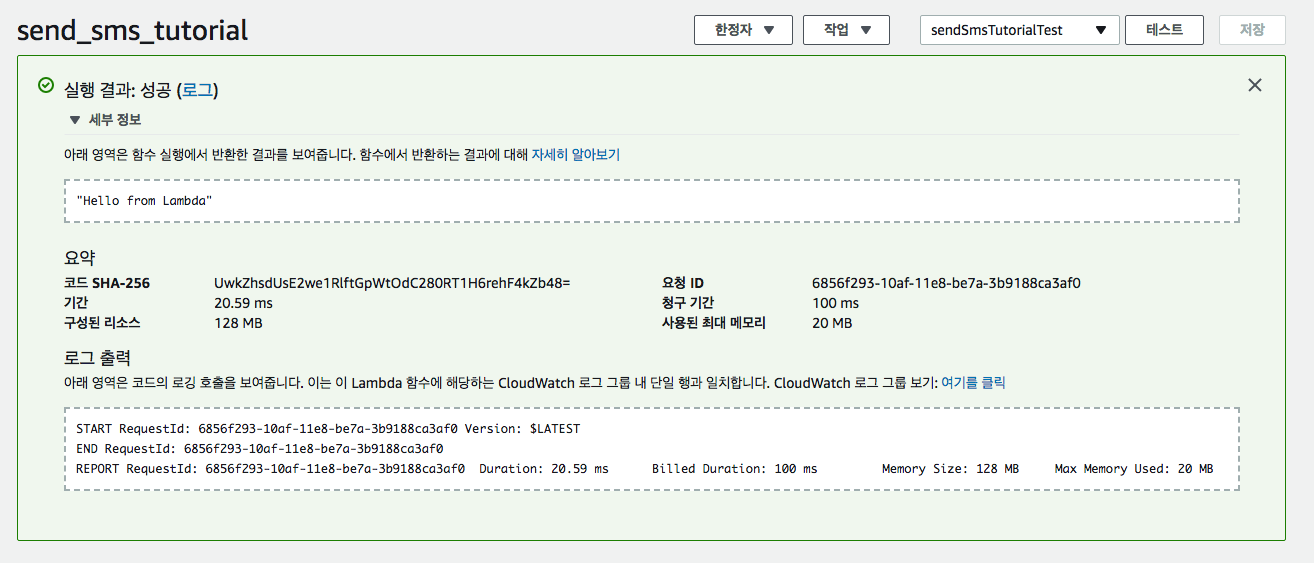 send_sms_tutorial 한정자 작업 sendSmsTutorialTest 테스트 저장
실행 결과: 성공 (로그)
세부 정보
아래 영역은 함수 실행에서 반환한 결과를 보여줍니다. 함수에서 반환하는 결과에 대해 자세히 알아보기
"Hello from Lambda"
요약
코드 SHA-256 UwkZhsdUsE2we1RlftGpWtOdC280RT1H6rehF4kZb48= 요청 ID 6856f293-10af-11e8-be7a-3b9188ca3af0
기간 20.59 ms 청구 기간 100 ms
구성된 리소스 128 MB 사용된 최대 메모리 20 MB
로그 출력
아래 영역은 코드의 로깅 호출을 보여줍니다. 이는 이 Lambda 함수에 해당하는 CloudWatch 로그 그룹 내 단일 행과 일치합니다. CloudWatch 로그 그룹 보기: 여기를 클릭
START RequestId: 6856f293-10af-11e8-be7a-3b9188ca3af0 Version: $LATEST
END RequestId: 6856f293-10af-11e8-be7a-3b9188ca3af0
REPORT RequestId: 6856f293-10af-11e8-be7a-3b9188ca3af0 Duration: 20.59 ms Billed Duration: 100 ms Memory Size: 128 MB Max Memory Used: 20 MB